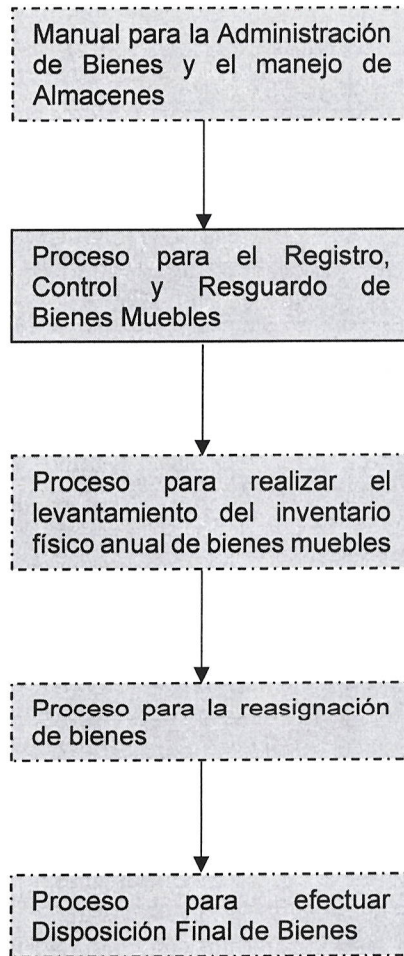 Manual para la Administración
de Bienes y el manejo de
Almacenes
Proceso para el Registro,
Control y Resguardo de
Bienes Muebles
Proceso para realizar el
levantamiento del inventario
físico anual de bienes muebles
Proceso para la reasignación
de bienes
Proceso para efectuar
Disposición Final de Bienes